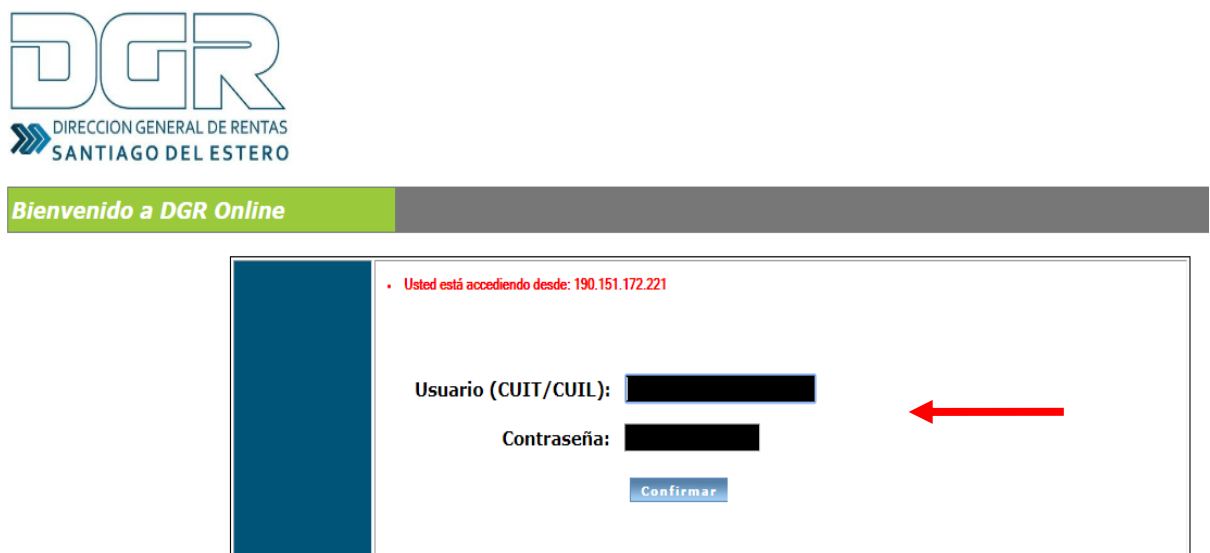 DGR
DIRECCION GENERAL DE RENTAS
SANTIAGO DEL ESTERO
Bienvenido a DGR Online
Usted está accediendo desde: 190.151.172.221
Usuario (CUIT/CUIL):
Contraseña:
Confirmar